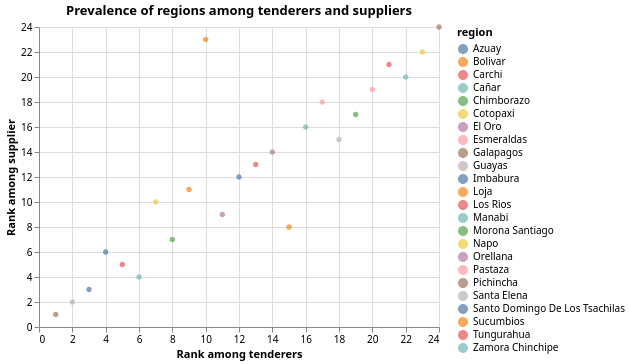 Prevalence of regions among tenderers and suppliers
24
22
20
18
16
14
12
10
8
6
4
2
0
Rank among supplier
0 2 4 6 8 10 12 14 16 18 20 22 24
Rank among tenderers
region
Azuay
Bolivar
Carchi
Cañar
Chimborazo
Cotopaxi
El Oro
Esmeraldas
Galapagos
Guayas
Imbabura
Loja
Los Rios
Manabi
Morona Santiago
Napo
Orellana
Pastaza
Pichincha
Santa Elena
Santo Domingo De Los Tsachilas
Sucumbios
Tungurahua
Zamora Chinchipe